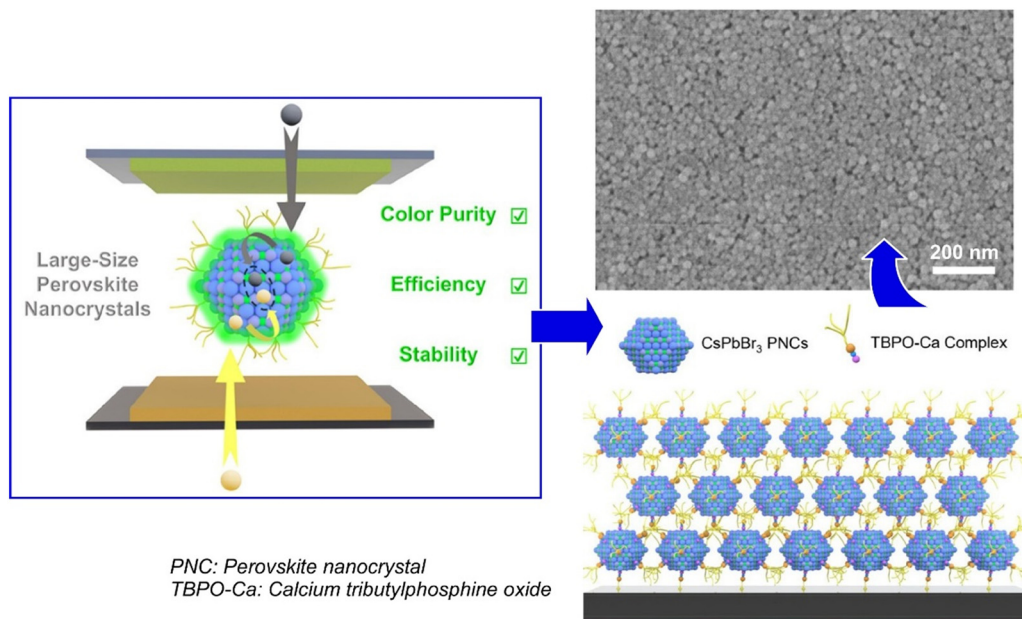 Large-Size
Perovskite
Nanocrystals
Color Purity ☑
Efficiency ☑
Stability ☑
200 nm
CsPbBr₃ PNCs
TBPO-Ca Complex
PNC: Perovskite nanocrystal
TBPO-Ca: Calcium tributylphosphine oxide